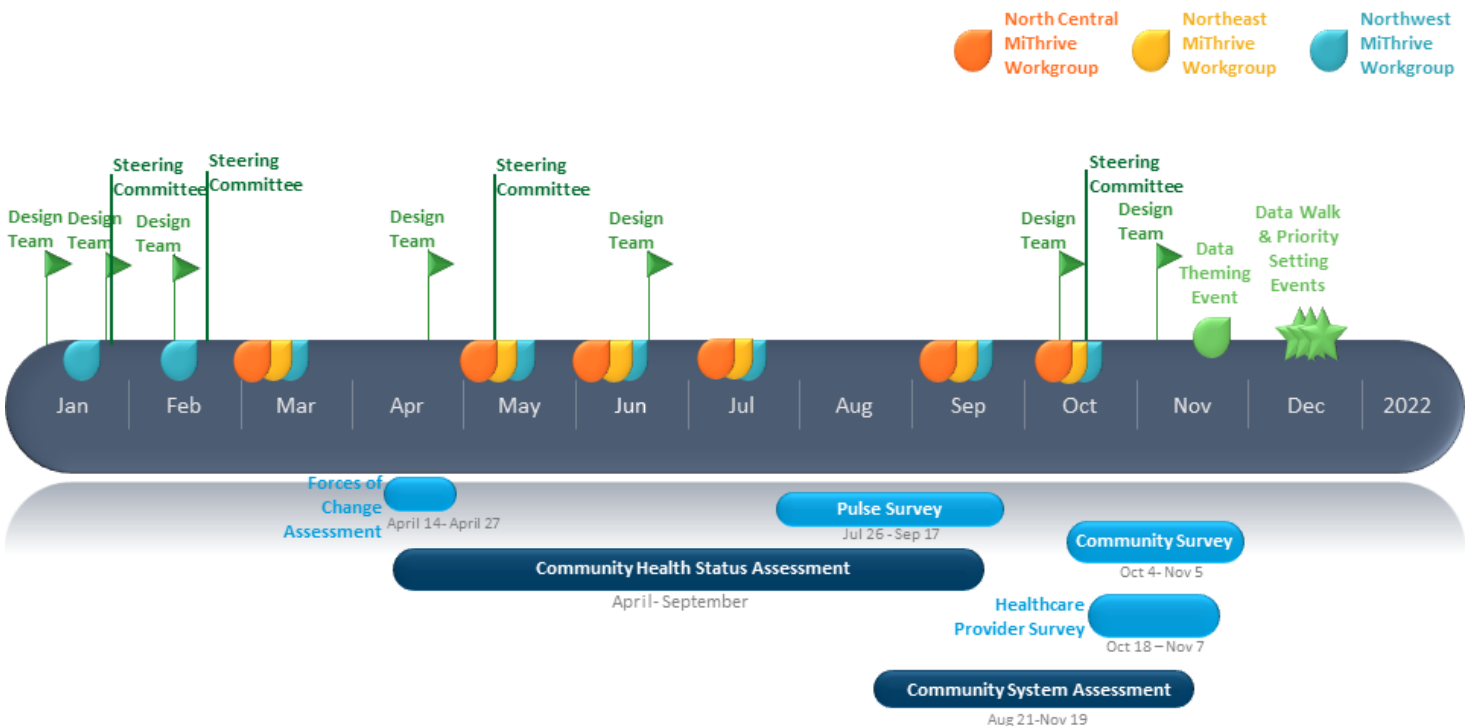 North Central
MiThrive
Workgroup
Northeast
MiThrive
Workgroup
Northwest
MiThrive
Workgroup
Steering
Committee
Steering
Committee
Steering
Committee
Steering
Committee
Design
Team
Design
Team
Design
Team
Design
Team
Design
Team
Design
Team
Design
Team
Data
Theming
Event
Data Walk
& Priority
Setting
Events
Jan
Feb
Mar
Apr
May
Jun
Jul
Aug
Sep
Oct
Nov
Dec
2022
Forces of
Change
Assessment
April 14- April 27
Pulse Survey
Jul 26 - Sep 17
Community Survey
Oct 4- Nov 5
Community Health Status Assessment
April- September
Healthcare
Provider Survey
Oct 18 – Nov 7
Community System Assessment
Aug 21-Nov 19